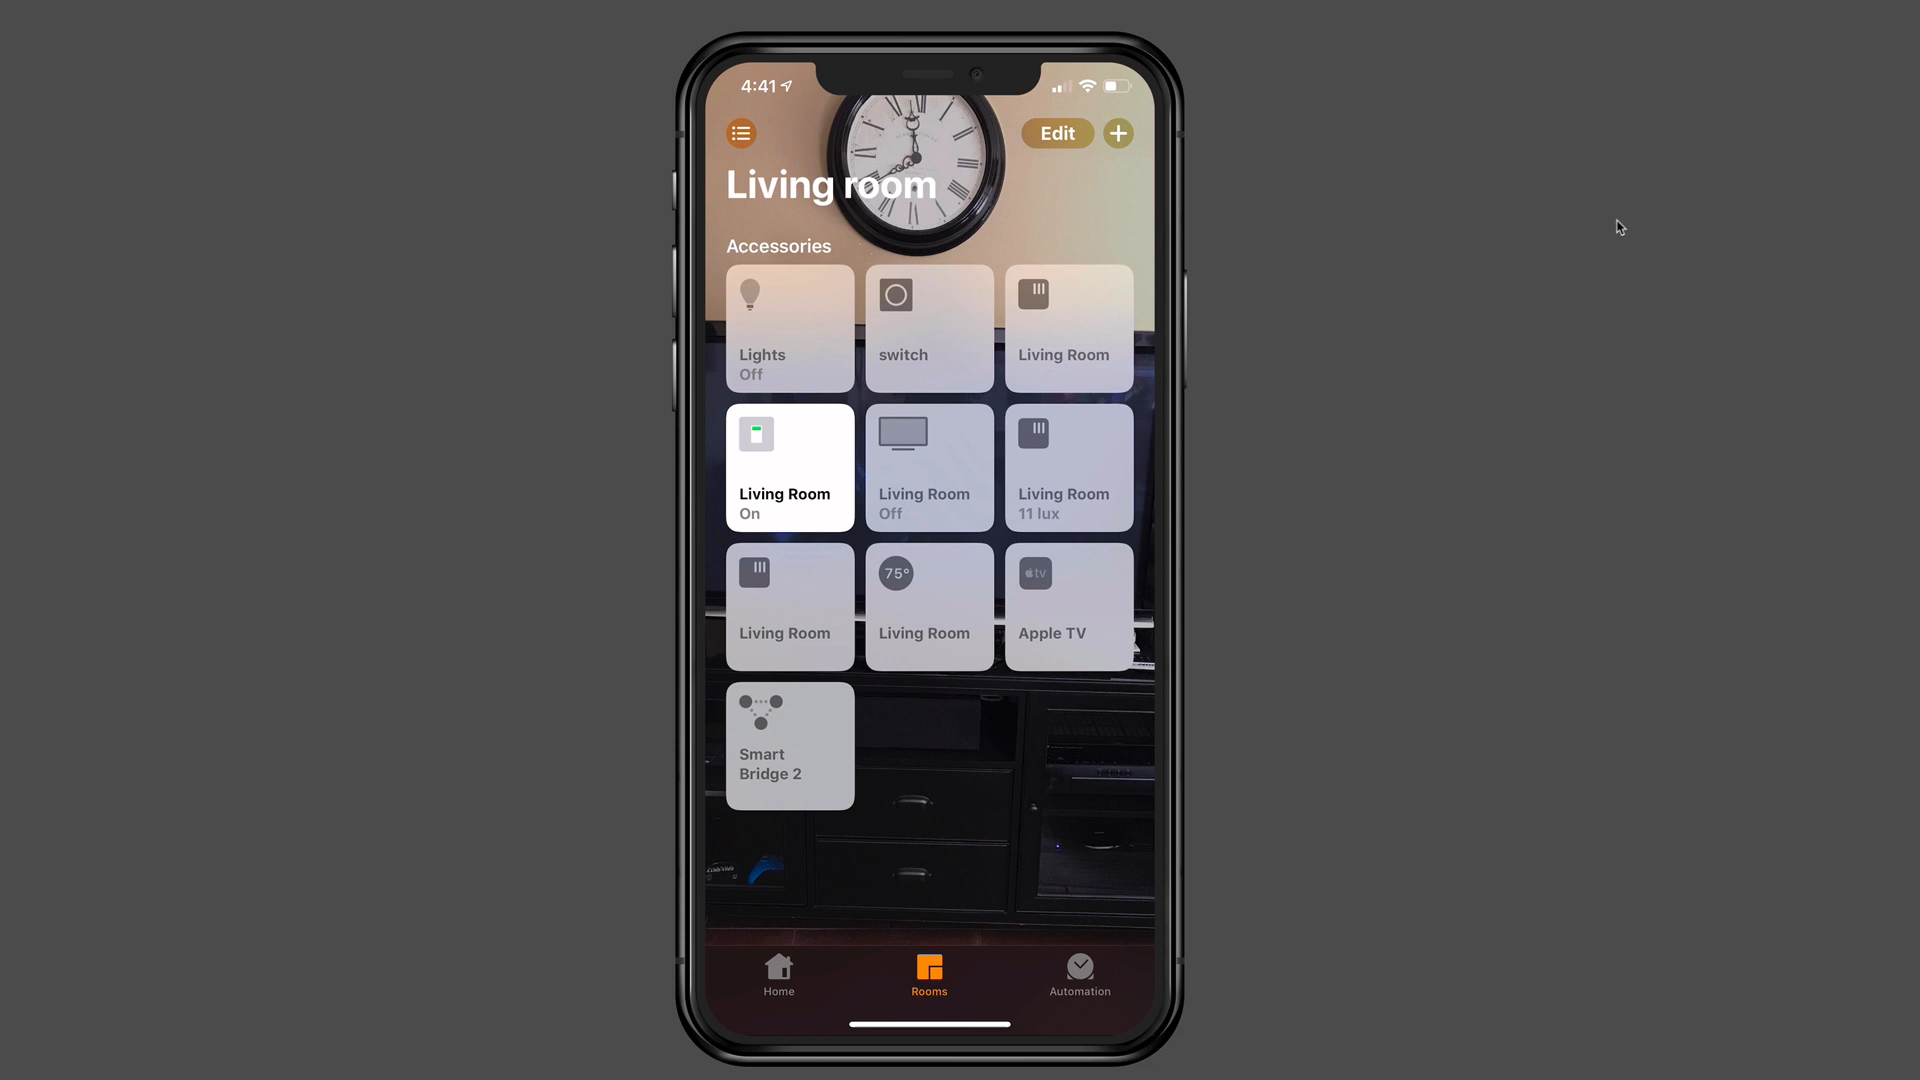 4:41
Edit
Living room
Accessories
Lights
Off
switch
Living Room
Living Room
On
Living Room
Off
Living Room
11 lux
Living Room
75°
Living Room
tv
Apple TV
Smart
Bridge 2
Home
Rooms
Automation